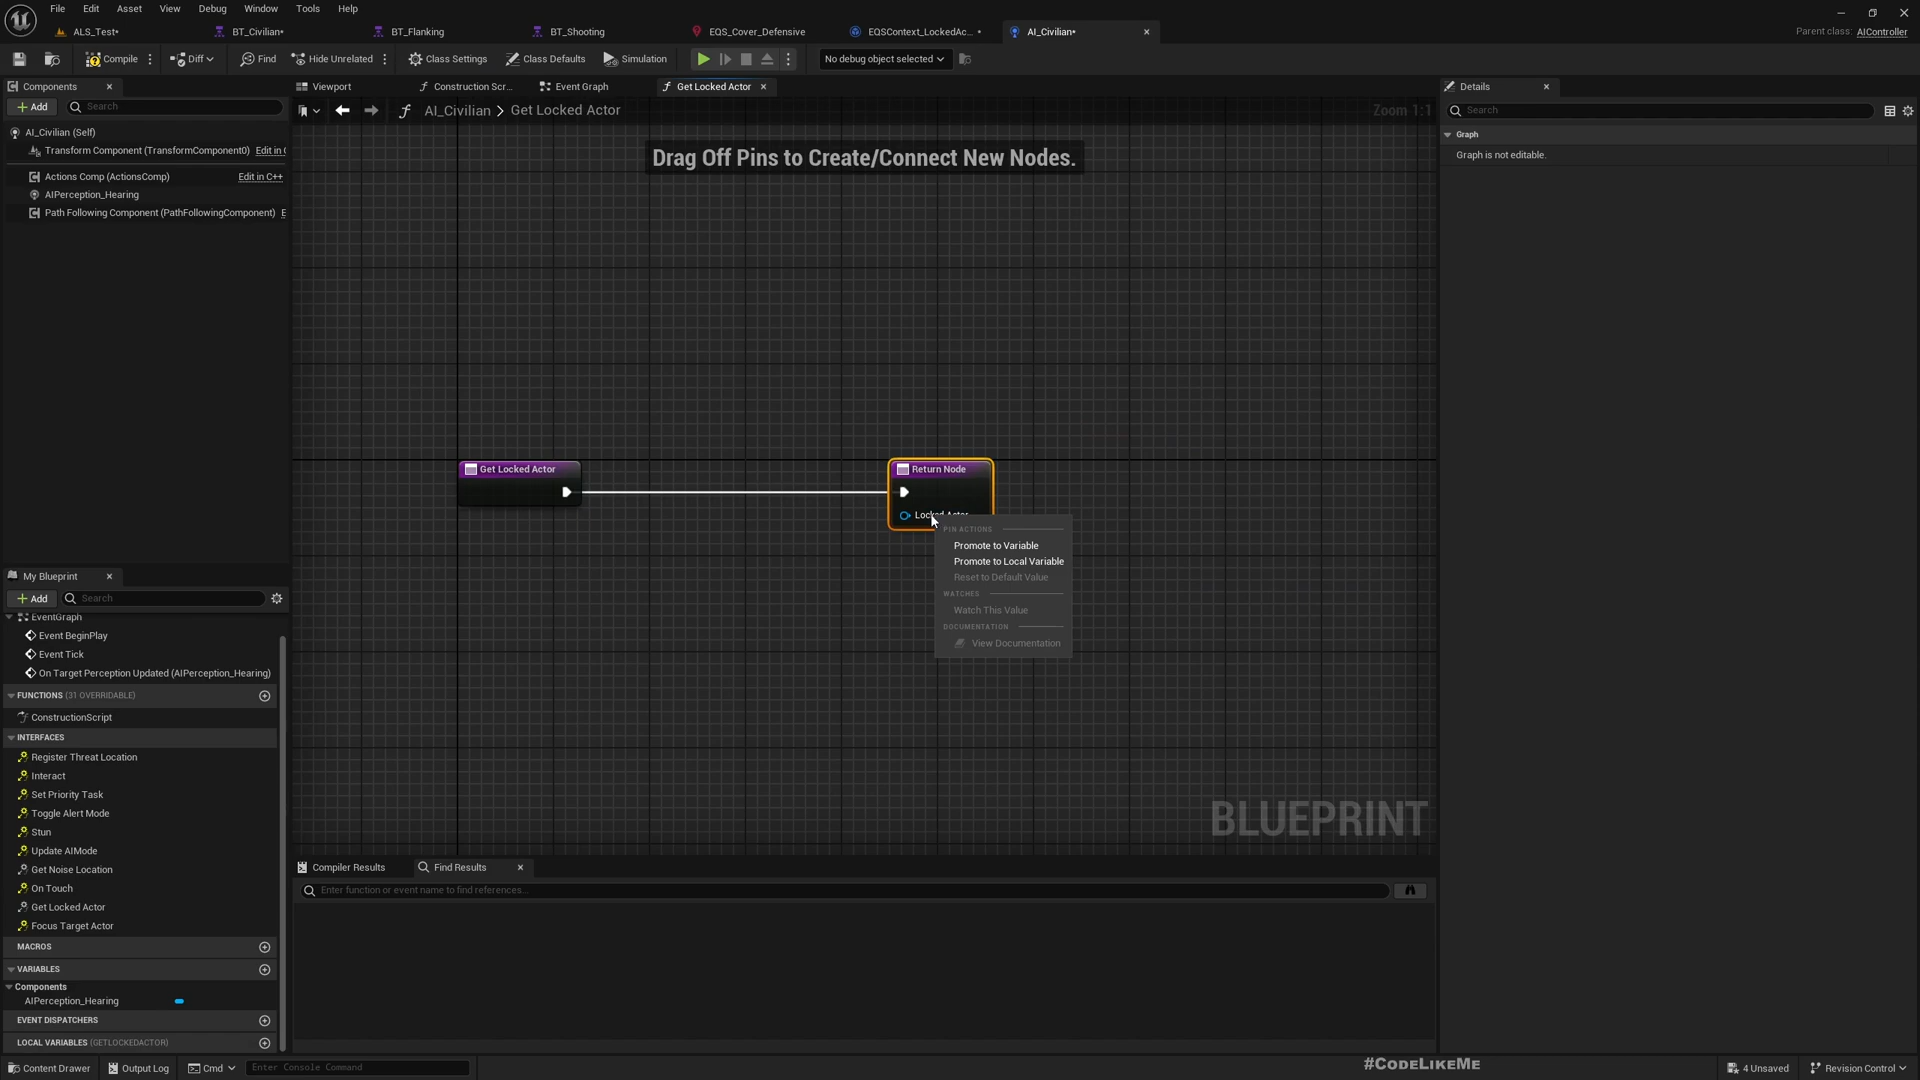 File Edit Asset View Debug Window Tools Help
ALS_Test* BT_Civilian* BT_Flanking BT_Shooting EQS_Cover_Defensive EQSContext_LockedAc... * AI_Civilian* Parent class: AIController
Compile Diff Find Hide Unrelated Class Settings Class Defaults Simulation No debug object selected
Components Viewport Construction Scr... Event Graph Get Locked Actor Details
Add Search AI_Civilian > Get Locked Actor Zoom 1:1 Search
Drag Off Pins to Create/Connect New Nodes.
Graph
Graph is not editable.
AI_Civilian (Self)
Transform Component (TransformComponent0) Edit in C
Actions Comp (ActionsComp) Edit in C++
AIPerception_Hearing
Path Following Component (PathFollowingComponent) E
Get Locked Actor Return Node
Locked Actor
PIN ACTIONS
Promote to Variable
Promote to Local Variable
Reset to Default Value
WATCHES
Watch This Value
DOCUMENTATION
View Documentation
BLUEPRINT
My Blueprint
Add Search
EventGraph
Event BeginPlay
Event Tick
On Target Perception Updated (AIPerception_Hearing)
FUNCTIONS (31 OVERRIDABLE)
ConstructionScript
INTERFACES
Register Threat Location
Interact
Set Priority Task
Toggle Alert Mode
Stun
Update AIMode
Get Noise Location
On Touch
Get Locked Actor
Focus Target Actor
MACROS
VARIABLES
Components
AIPerception_Hearing
EVENT DISPATCHERS
LOCAL VARIABLES (GETLOCKEDACTOR)
Compiler Results Find Results
Enter function or event name to find references...
Content Drawer Output Log Cmd Enter Console Command #CODELIKEME 4 Unsaved Revision Control